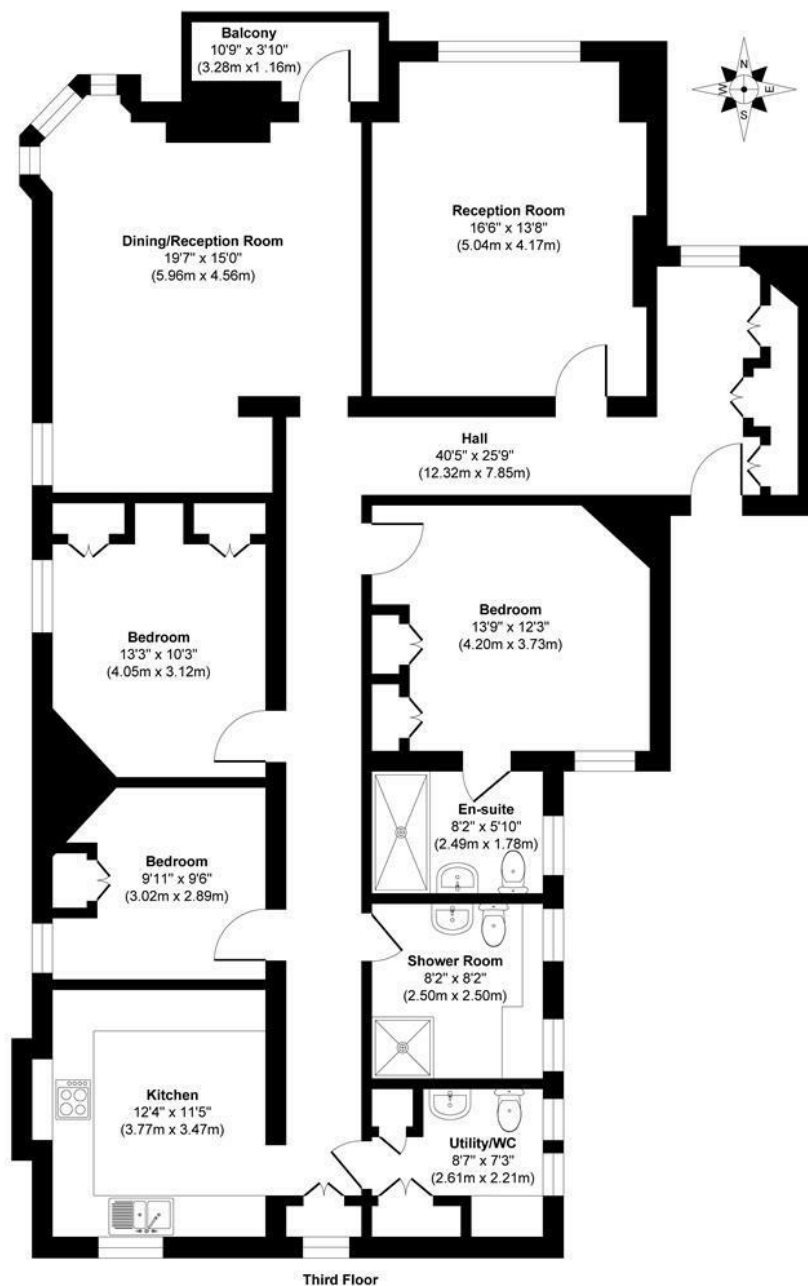 Balcony
10'9" x 3'10"
(3.28m x1 .16m)
N
W
E
S
Reception Room
16'6" x 13'8"
(5.04m x 4.17m)
Dining/Reception Room
19'7" x 15'0"
(5.96m x 4.56m)
Hall
40'5" x 25'9"
(12.32m x 7.85m)
Bedroom
13'3" x 10'3"
(4.05m x 3.12m)
Bedroom
13'9" x 12'3"
(4.20m x 3.73m)
En-suite
8'2" x 5'10"
(2.49m x 1.78m)
Bedroom
9'11" x 9'6"
(3.02m x 2.89m)
Shower Room
8'2" x 8'2"
(2.50m x 2.50m)
Kitchen
12'4" x 11'5"
(3.77m x 3.47m)
Utility/WC
8'7" x 7'3"
(2.61m x 2.21m)
Third Floor